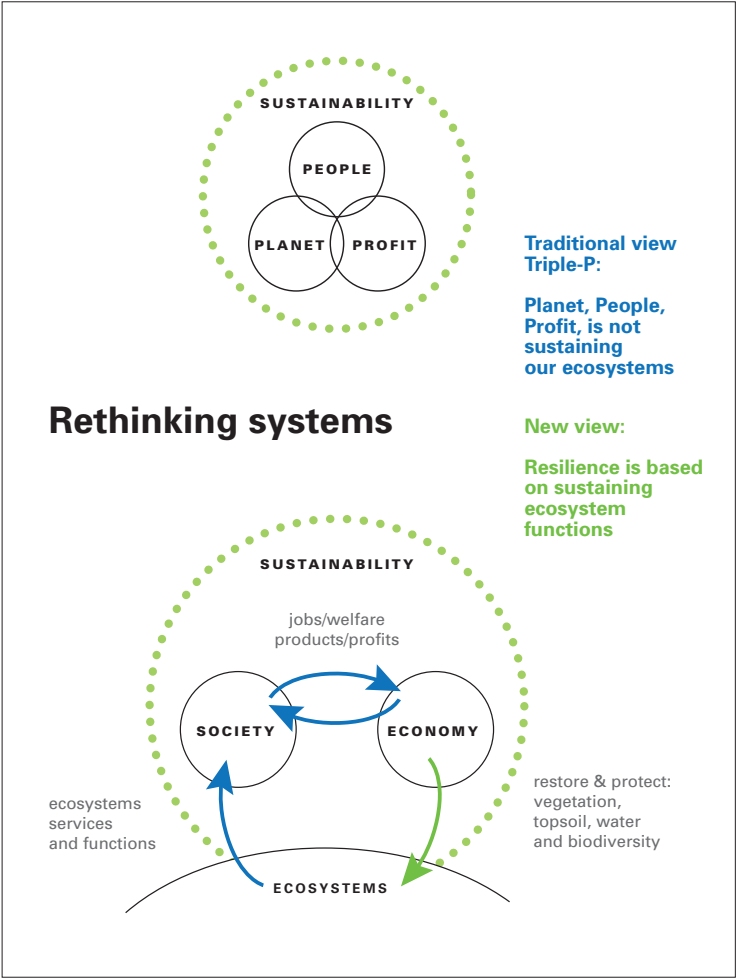 SUSTAINABILITY
PEOPLE
PLANET
PROFIT
Traditional view
Triple-P:
Planet, People,
Profit, is not
sustaining
our ecosystems
Rethinking systems
New view:
Resilience is based
on sustaining
ecosystem
functions
SUSTAINABILITY
jobs/welfare
products/profits
SOCIETY
ECONOMY
ecosystems
services
and functions
restore & protect:
vegetation,
topsoil, water
and biodiversity
ECOSYSTEMS